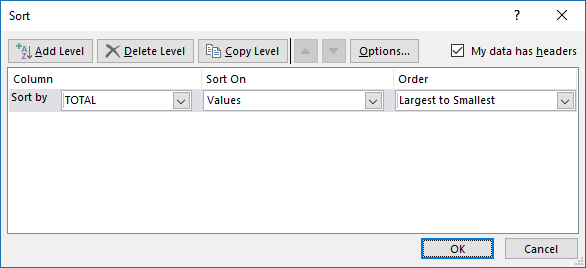 Sort
?
Add Level Delete Level Copy Level Options... My data has headers
Column Sort On Order
Sort by TOTAL Values Largest to Smallest
OK Cancel